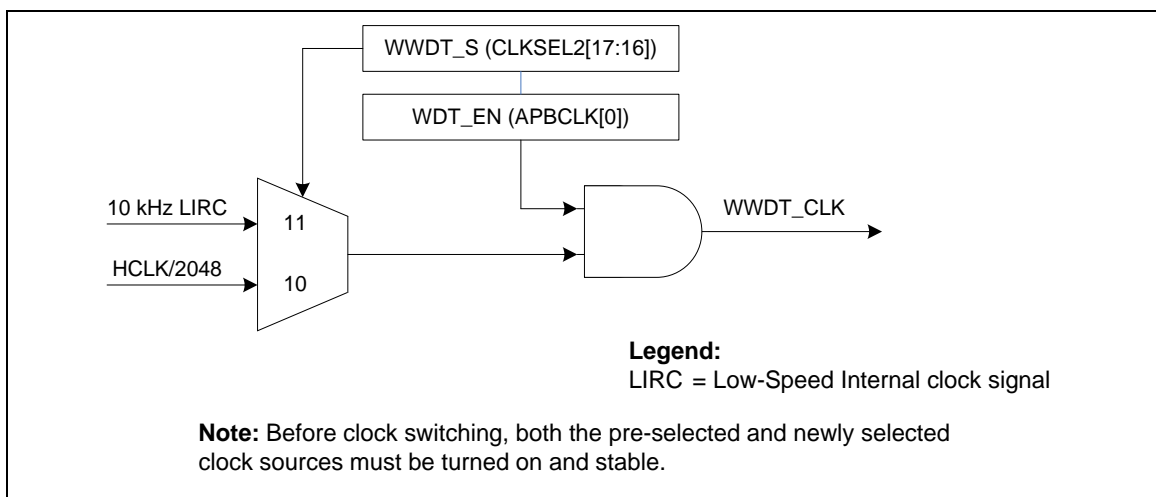 WWDT_S (CLKSEL2[17:16])
WDT_EN (APBCLK[0])
10 kHz LIRC
11
WWDT_CLK
HCLK/2048
10
Legend:
LIRC = Low-Speed Internal clock signal
Note: Before clock switching, both the pre-selected and newly selected
clock sources must be turned on and stable.